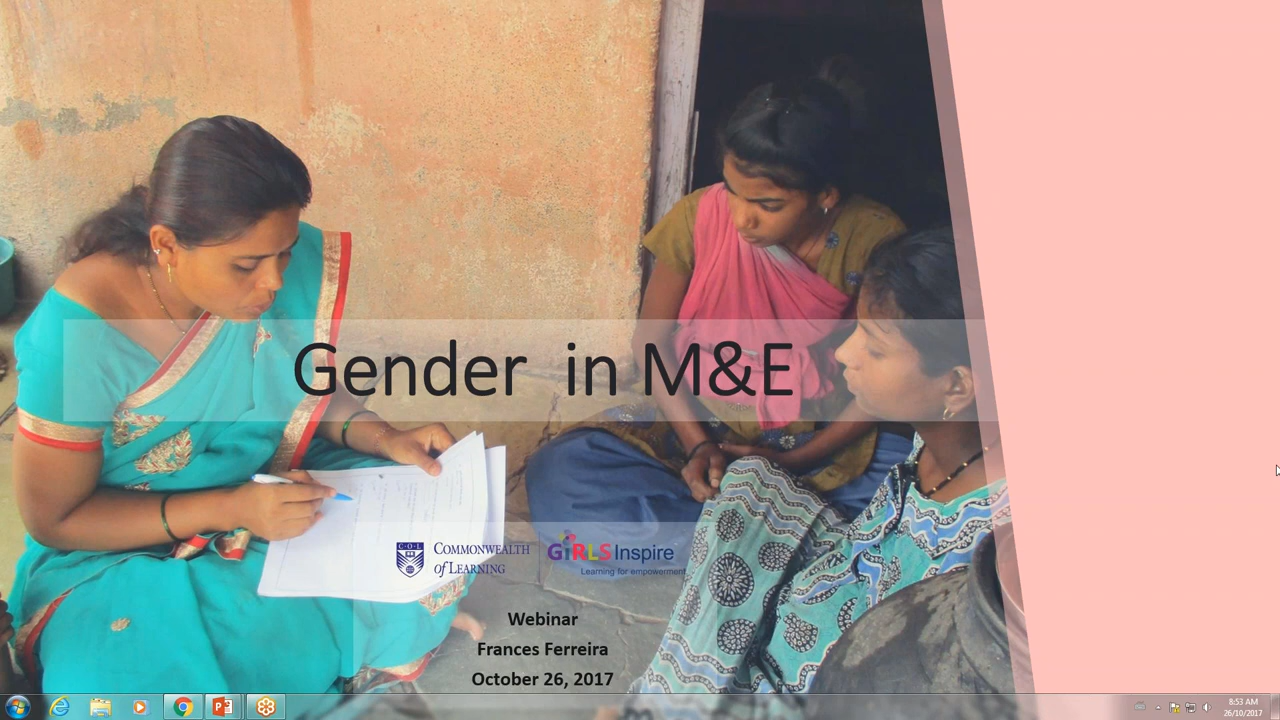 Gender in M&E
C·O·L
COMMONWEALTH
of LEARNING
GiRLS Inspire
Learning for empowerment
Webinar
Frances Ferreira
October 26, 2017
8:53 AM
26/10/2017